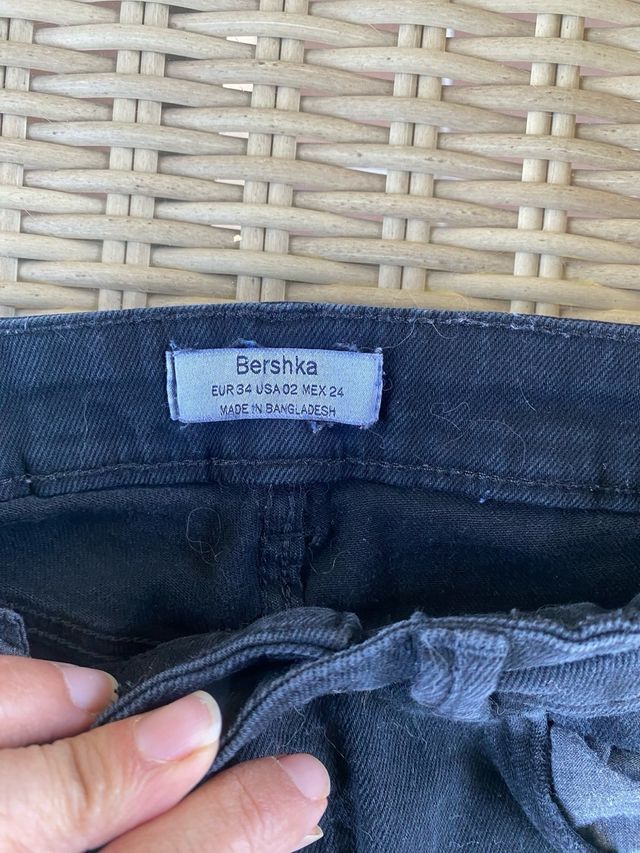 Bershka
EUR 34 USA 02 MEX 24
MADE IN BANGLADESH